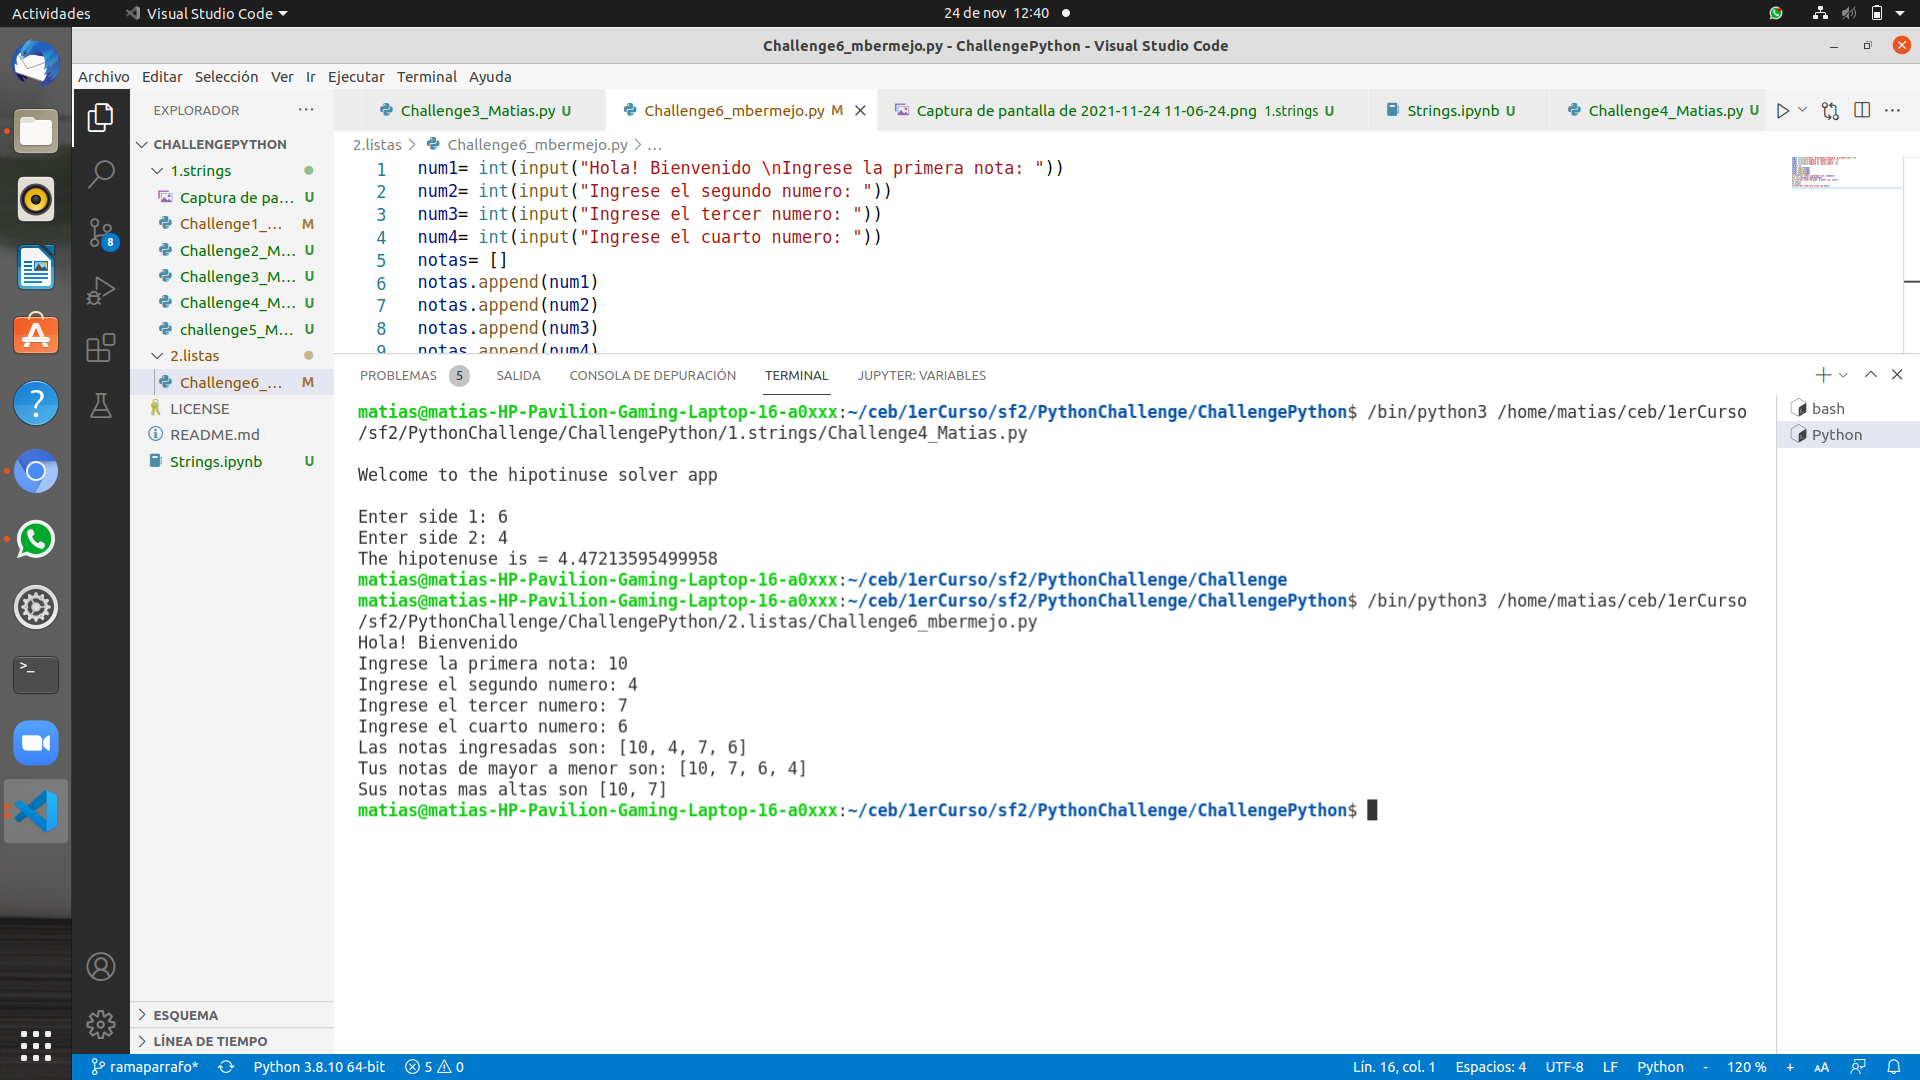 Actividades
Visual Studio Code
24 de nov 12:40
Challenge6_mbermejo.py - ChallengePython - Visual Studio Code
Archivo Editar Selección Ver Ir Ejecutar Terminal Ayuda
EXPLORADOR
CHALLENGEPYTHON
1.strings
Captura de pa... U
Challenge1_... M
Challenge2_M... U
Challenge3_M... U
Challenge4_M... U
challenge5_M... U
2.listas
Challenge6_... M
LICENSE
README.md
Strings.ipynb U
ESQUEMA
LÍNEA DE TIEMPO
8
Challenge3_Matias.py U
Challenge6_mbermejo.py M
Captura de pantalla de 2021-11-24 11-06-24.png 1.strings U
Strings.ipynb U
Challenge4_Matias.py U
2.listas > Challenge6_mbermejo.py > ...
1 num1= int(input("Hola! Bienvenido \nIngrese la primera nota: "))
2 num2= int(input("Ingrese el segundo numero: "))
3 num3= int(input("Ingrese el tercer numero: "))
4 num4= int(input("Ingrese el cuarto numero: "))
5 notas= []
6 notas.append(num1)
7 notas.append(num2)
8 notas.append(num3)
9 notas.append(num4)
PROBLEMAS 5 SALIDA CONSOLA DE DEPURACIÓN TERMINAL JUPYTER: VARIABLES
matias@matias-HP-Pavilion-Gaming-Laptop-16-a0xxx:~/ceb/1erCurso/sf2/PythonChallenge/ChallengePython$ /bin/python3 /home/matias/ceb/1erCurso
/sf2/PythonChallenge/ChallengePython/1.strings/Challenge4_Matias.py
Welcome to the hipotinuse solver app
Enter side 1: 6
Enter side 2: 4
The hipotenuse is = 4.47213595499958
matias@matias-HP-Pavilion-Gaming-Laptop-16-a0xxx:~/ceb/1erCurso/sf2/PythonChallenge/Challenge
matias@matias-HP-Pavilion-Gaming-Laptop-16-a0xxx:~/ceb/1erCurso/sf2/PythonChallenge/ChallengePython$ /bin/python3 /home/matias/ceb/1erCurso
/sf2/PythonChallenge/ChallengePython/2.listas/Challenge6_mbermejo.py
Hola! Bienvenido
Ingrese la primera nota: 10
Ingrese el segundo numero: 4
Ingrese el tercer numero: 7
Ingrese el cuarto numero: 6
Las notas ingresadas son: [10, 4, 7, 6]
Tus notas de mayor a menor son: [10, 7, 6, 4]
Sus notas mas altas son [10, 7]
matias@matias-HP-Pavilion-Gaming-Laptop-16-a0xxx:~/ceb/1erCurso/sf2/PythonChallenge/ChallengePython$
bash
Python
ramaparrafo* Python 3.8.10 64-bit 5 0
Lín. 16, col. 1 Espacios: 4 UTF-8 LF Python - 120 % + AA